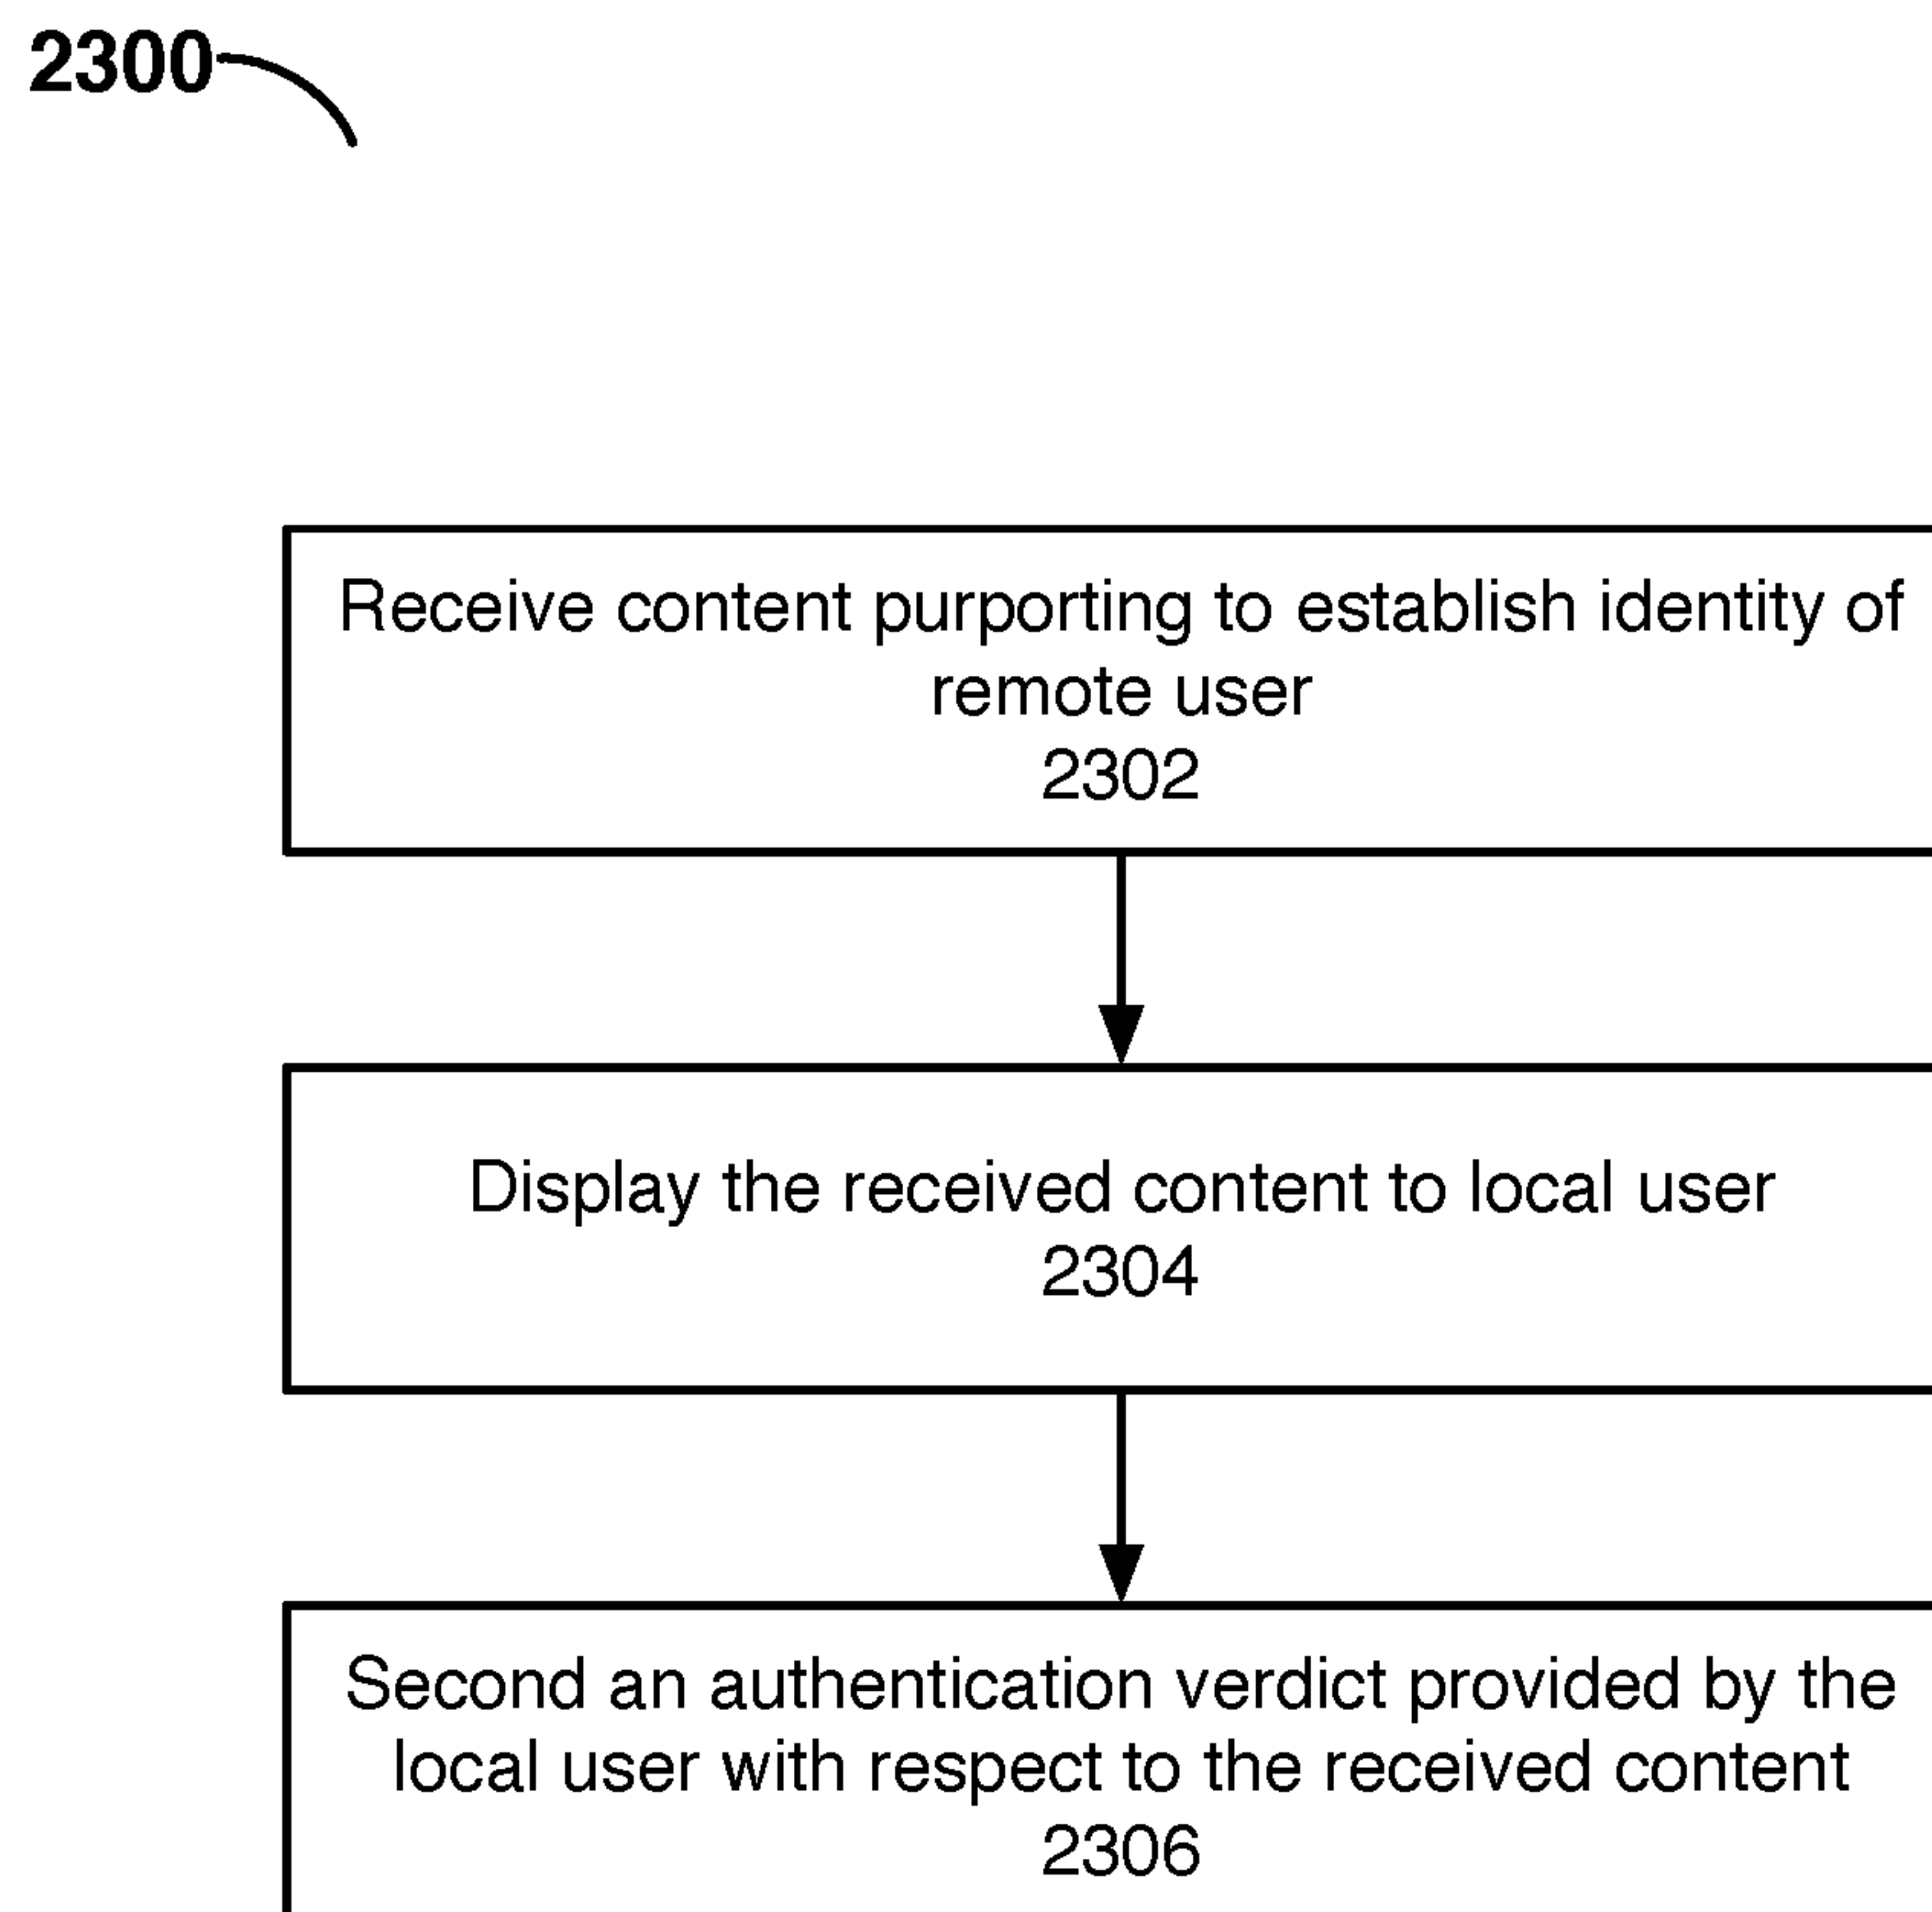 2300
Receive content purporting to establish identity of
remote user
2302
Display the received content to local user
2304
Second an authentication verdict provided by the
local user with respect to the received content
2306